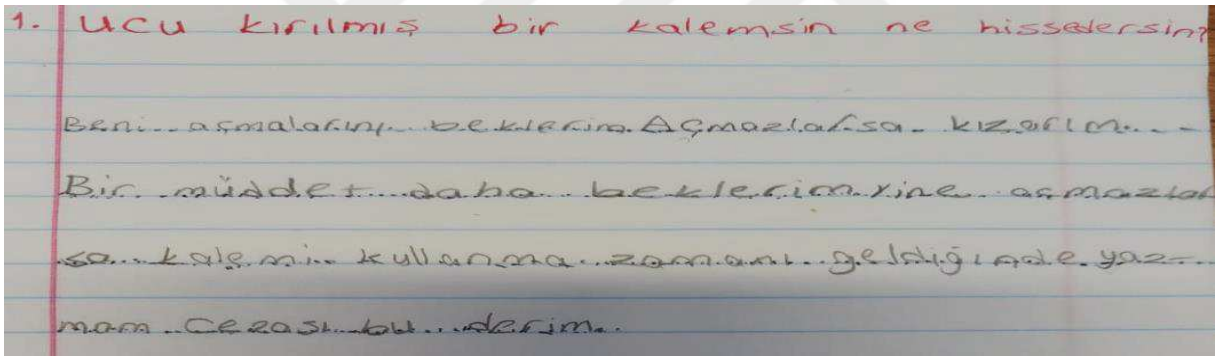 1. Ucu kırılmış bir kalemsin ne hissedersin?
Beni açmalarını beklerim. Açmazlarsa kızarım.
Bir müddet daha beklerim yine açmazlar
sa kalemi kullanma zamanı geldiğinde yaz-
mam cezası bu derim.